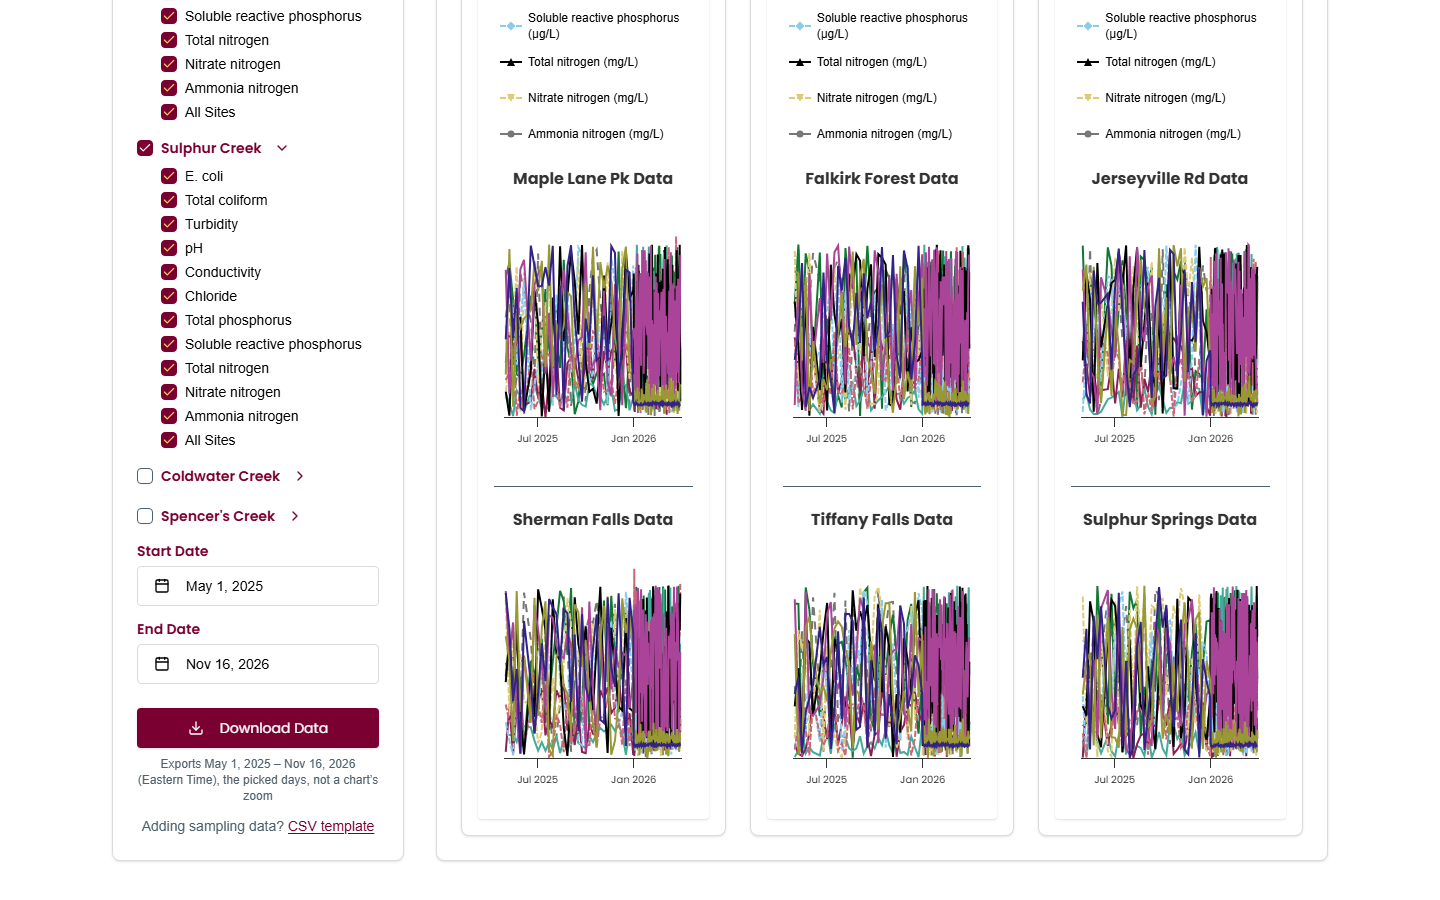 Soluble reactive phosphorus
Total nitrogen
Nitrate nitrogen
Ammonia nitrogen
All Sites
Sulphur Creek
E. coli
Total coliform
Turbidity
pH
Conductivity
Chloride
Total phosphorus
Soluble reactive phosphorus
Total nitrogen
Nitrate nitrogen
Ammonia nitrogen
All Sites
Coldwater Creek
Spencer's Creek
Start Date
May 1, 2025
End Date
Nov 16, 2026
Download Data
Exports May 1, 2025 – Nov 16, 2026
(Eastern Time), the picked days, not a chart's
zoom
Adding sampling data? CSV template
Soluble reactive phosphorus
(µg/L)
Total nitrogen (mg/L)
Nitrate nitrogen (mg/L)
Ammonia nitrogen (mg/L)
Maple Lane Pk Data
Jul 2025
Jan 2026
Sherman Falls Data
Jul 2025
Jan 2026
Soluble reactive phosphorus
(µg/L)
Total nitrogen (mg/L)
Nitrate nitrogen (mg/L)
Ammonia nitrogen (mg/L)
Falkirk Forest Data
Jul 2025
Jan 2026
Tiffany Falls Data
Jul 2025
Jan 2026
Soluble reactive phosphorus
(µg/L)
Total nitrogen (mg/L)
Nitrate nitrogen (mg/L)
Ammonia nitrogen (mg/L)
Jerseyville Rd Data
Jul 2025
Jan 2026
Sulphur Springs Data
Jul 2025
Jan 2026